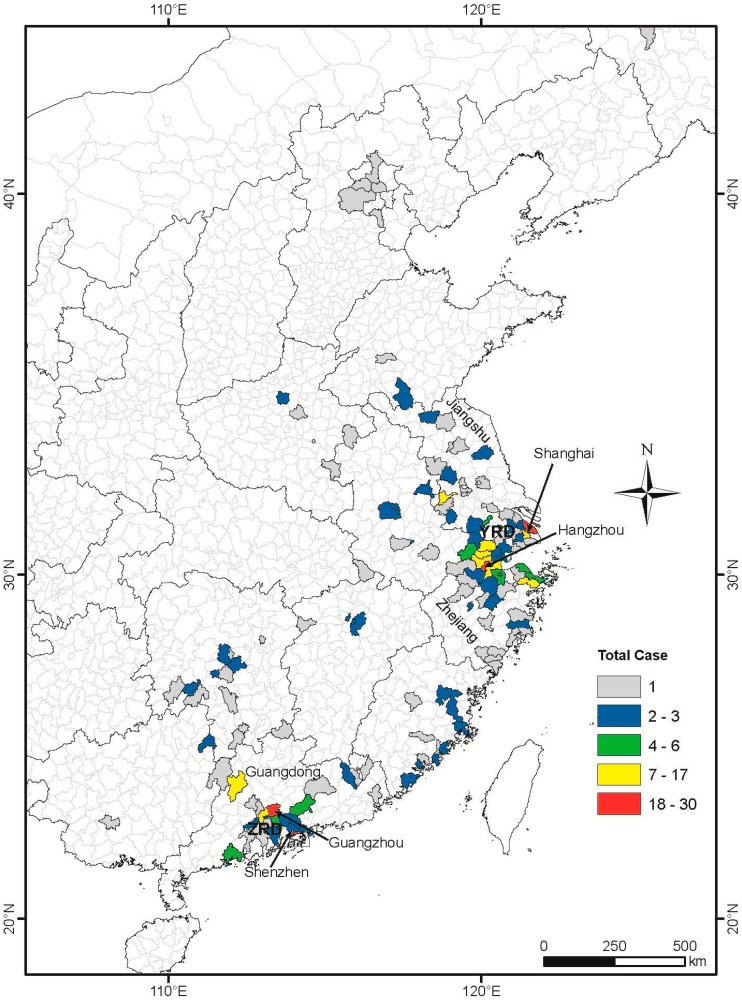 110°E 120°E
40°N 40°N
Jiangsu
Shanghai
N
YRD
Hangzhou
30°N 30°N
Zhejiang
Total Case
1
2 - 3
4 - 6
7 - 17
18 - 30
Guangdong
ZRD
Guangzhou
Shenzhen
20°N 20°N
0 250 500
km
110°E 120°E